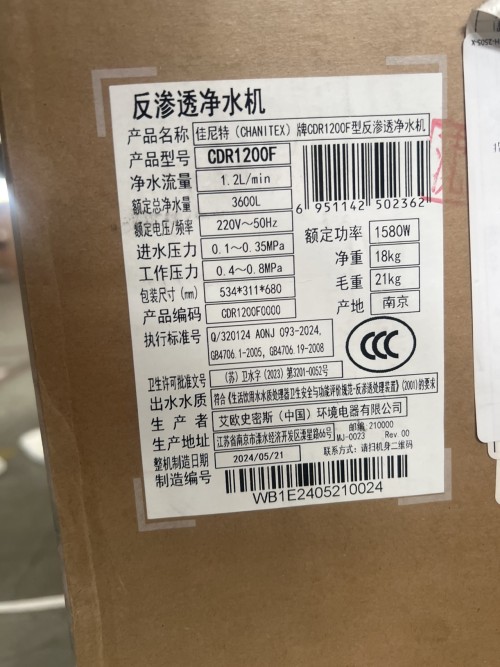 反渗透净水机
产品名称 佳尼特（CHANITEX）牌CDR1200F型反渗透净水机
产品型号 CDR1200F
净水流量 1.2L/min
额定总净水量 3600L
6 951142 502362
额定电压/频率 220V～50Hz
额定功率 1580W
进水压力 0.1～0.35MPa
净重 18kg
工作压力 0.4～0.8MPa
毛重 21kg
包装尺寸(mm) 534*311*680
产地 南京
产品编码 CDR1200F0000
执行标准号 Q/320124 AONJ 093-2024,
GB4706.1-2005, GB4706.19-2008
CCC
卫生许可批准文号 (苏)卫水字(2023)第3201-0052号
出水水质 符合《生活饮用水水质处理器卫生安全与功能评价规范-反渗透处理装置》(2001)的要求
生产者 艾欧史密斯（中国）环境电器有限公司
生产地址 江苏省南京市溧水经济开发区溧星路66号 邮编 210000
MJ-0023 Rev 00
整机制造日期 2024/05/21 联系方式: 请扫机身二维码
制造编号
WB1E2405210024